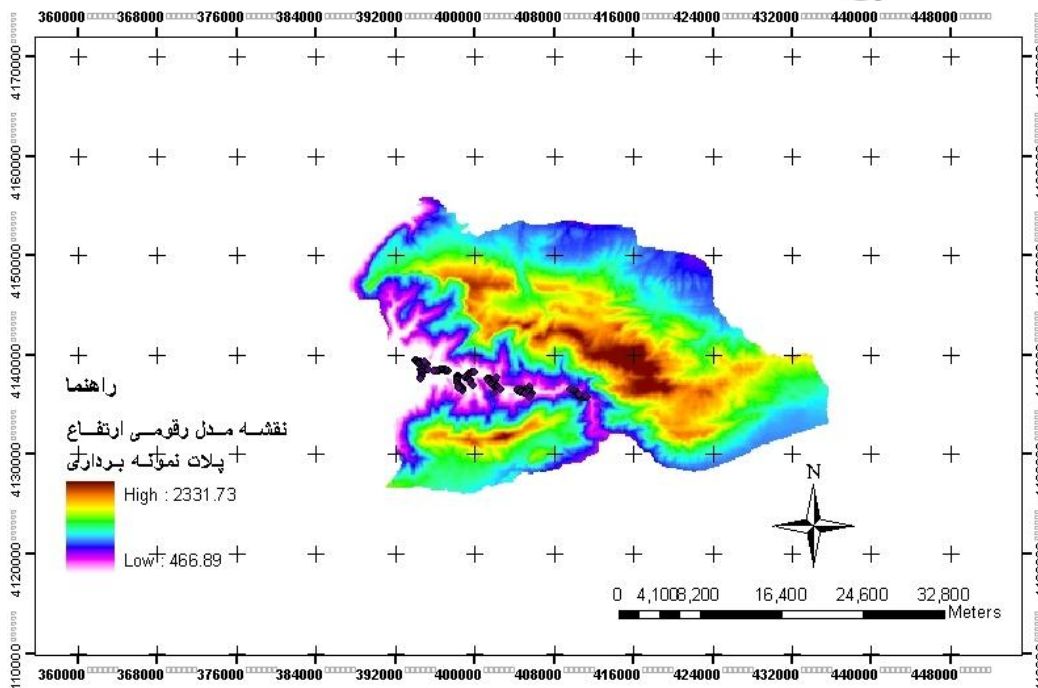 360000 368000 376000 384000 392000 400000 408000 416000 424000 432000 440000 448000
4170000
4160000
4150000
4140000
4130000
4120000
راهنما
نقشه مدل رقومی ارتفاع
پلات نمونه برداری
High : 2331.73
Low : 466.89
N
0 4,100 8,200 16,400 24,600 32,800
Meters
360000 368000 376000 384000 392000 400000 408000 416000 424000 432000 440000 448000